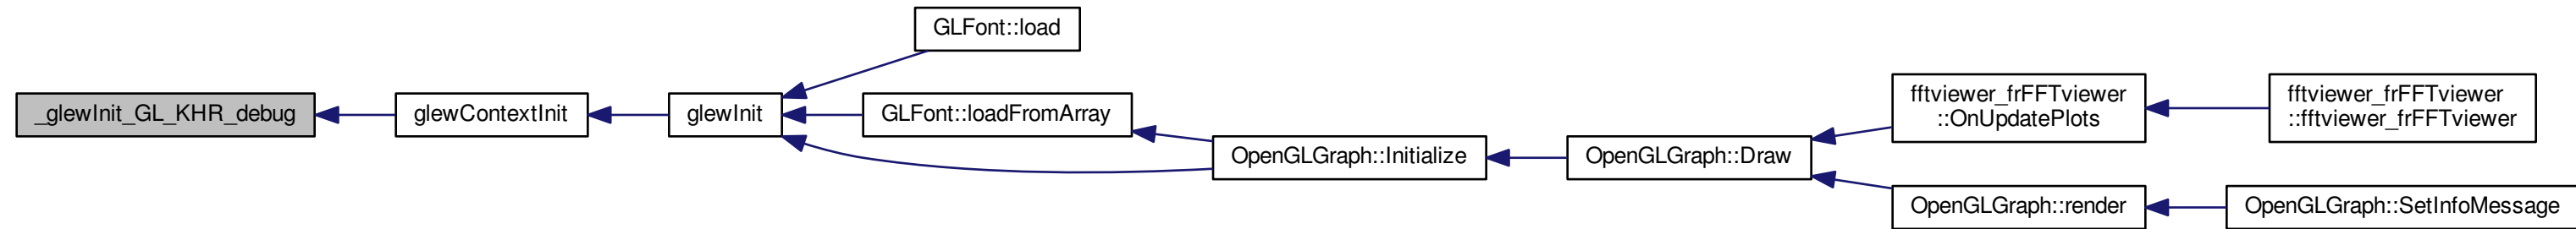 GLFont::load
_glewInit_GL_KHR_debug
glewContextInit
glewInit
GLFont::loadFromArray
OpenGLGraph::Initialize
OpenGLGraph::Draw
fftviewer_frFFTviewer
::OnUpdatePlots
fftviewer_frFFTviewer
::fftviewer_frFFTviewer
OpenGLGraph::render
OpenGLGraph::SetInfoMessage